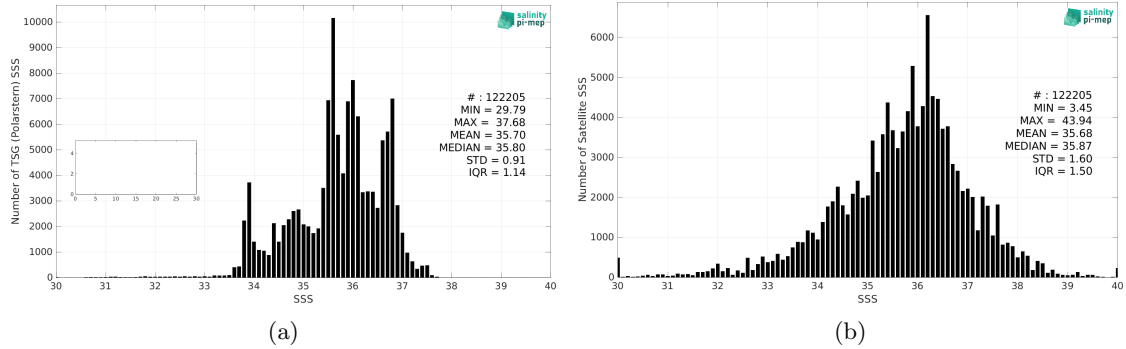 salinity
pi-mep
Number of TSG (Polarstern) SSS
10000
9000
8000
7000
6000
5000
4000
3000
2000
1000
0
# : 122205
MIN = 29.79
MAX = 37.68
MEAN = 35.70
MEDIAN = 35.80
STD = 0.91
IQR = 1.14
4
2
0
0 5 10 15 20 25 30
30 31 32 33 34 35 36 37 38 39 40
SSS
(a)
salinity
pi-mep
Number of Satellite SSS
6000
5000
4000
3000
2000
1000
0
# : 122205
MIN = 3.45
MAX = 43.94
MEAN = 35.68
MEDIAN = 35.87
STD = 1.60
IQR = 1.50
30 31 32 33 34 35 36 37 38 39 40
SSS
(b)